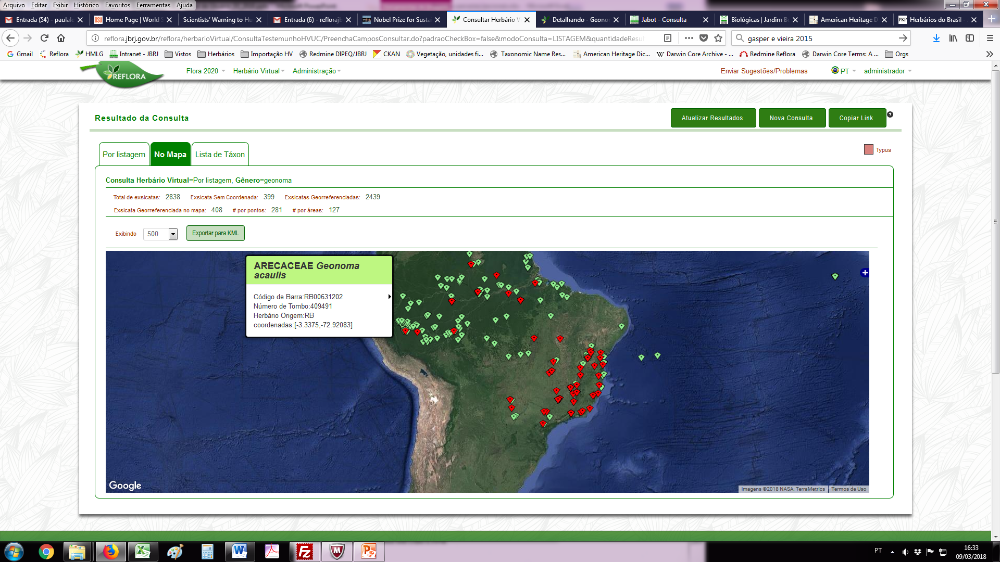 Arquivo Editar Exibir Histórico Favoritos Ferramentas Ajuda
Entrada (54) - paulale
Home Page | World S
Scientists' Warning to Hu
Entrada (6) - reflorajb
Nobel Prize for Susta
Consultar Herbário V
Detalhando - Geono
Jabot - Consulta
Biológicas | Jardim Bo
American Heritage D
Herbários do Brasil - A
reflora.jbrj.gov.br/reflora/herbarioVirtual/ConsultaTestemunhoHVUC/PreenchaCamposConsultar.do?padraoCheckBox=false&modoConsulta=LISTAGEM&quantidadeResul
gasper e vieira 2015
Gmail Reflora HMLG Intranet - JBRJ Vistos Herbários Importação HV Redmine DIPEQ/JBRJ CKAN Vegetação, unidades fi... Taxonomic Name Res... American Heritage Dic... Darwin Core Archive - ... Redmine Reflora Darwin Core Terms: A ... Orgs
REFLORA
Flora 2020 Herbário Virtual Administração Enviar Sugestões/Problemas PT administrador
Resultado da Consulta
Atualizar Resultados Nova Consulta Copiar Link ?
Por listagem No Mapa Lista de Táxon
Typus
Consulta Herbário Virtual=Por listagem, Gênero=geonoma
Total de exsicatas: 2838 Exsicata Sem Coordenada: 399 Exsicatas Georreferenciadas: 2439
Exsicata Georreferenciada no mapa: 408 # por pontos: 281 # por áreas: 127
Exibindo 500 Exportar para KML
ARECACEAE Geonoma
acaulis
Código de Barra:RB00631202
Número de Tombo:409491
Herbário Origem:RB
coordenadas:[-3.3375,-72.92083]
Google
Imagens ©2018 NASA, TerraMetrics Termos de Uso
PT
16:33
09/03/2018